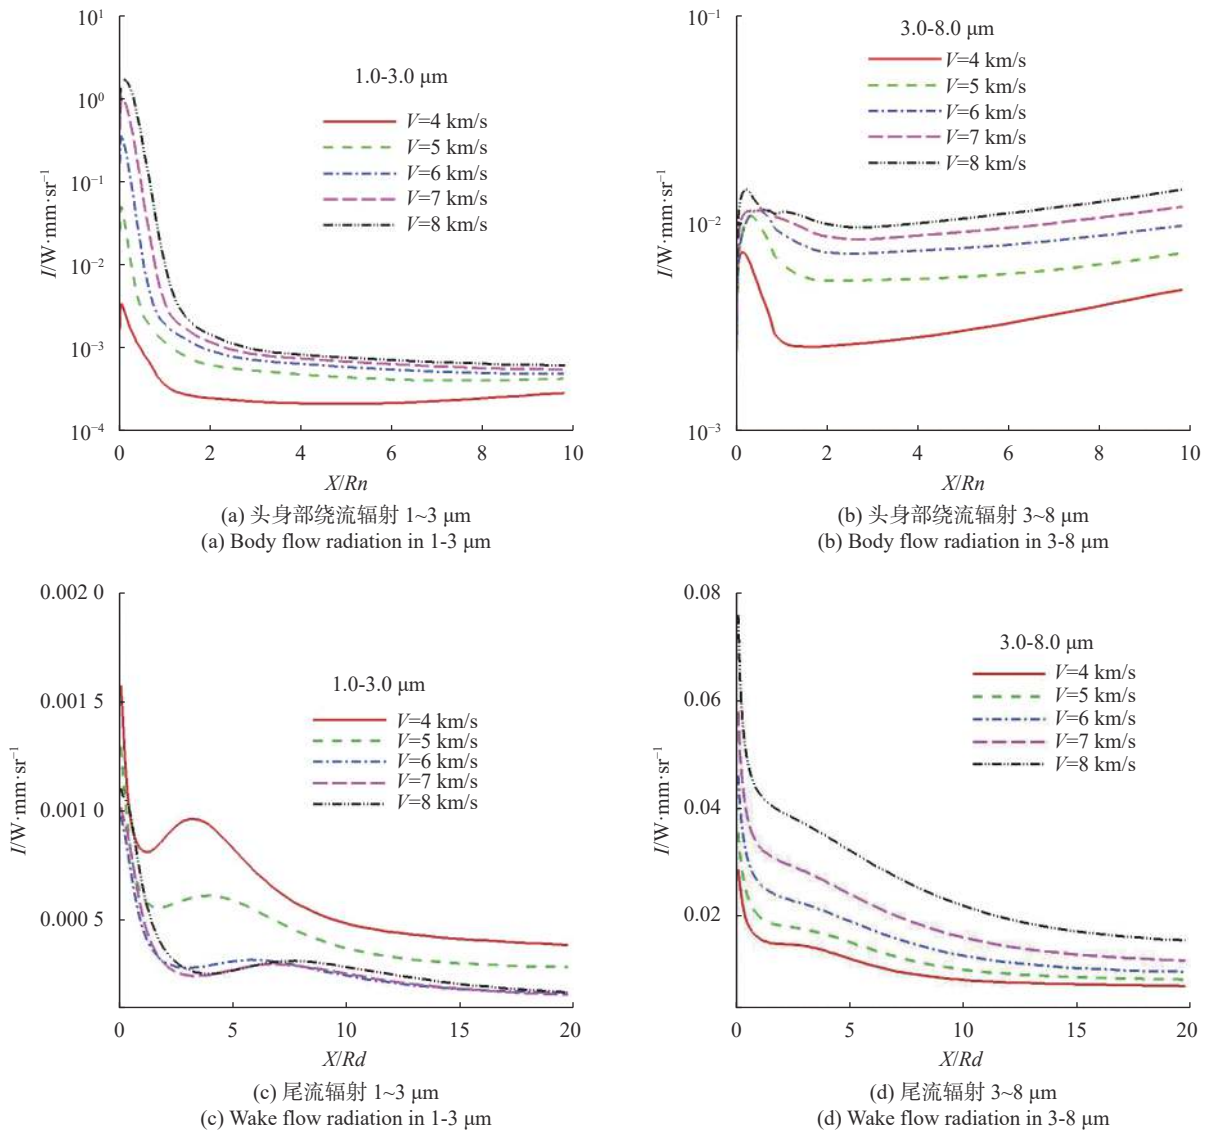 10¹
10⁰
10⁻¹
10⁻²
10⁻³
10⁻⁴
I/W·mm·sr⁻¹
1.0-3.0 μm
V=4 km/s
V=5 km/s
V=6 km/s
V=7 km/s
V=8 km/s
0 2 4 6 8 10
X/Rn
(a) 头身部绕流辐射 1~3 μm
(a) Body flow radiation in 1-3 μm
10⁻¹
10⁻²
10⁻³
I/W·mm·sr⁻¹
3.0-8.0 μm
V=4 km/s
V=5 km/s
V=6 km/s
V=7 km/s
V=8 km/s
0 2 4 6 8 10
X/Rn
(b) 头身部绕流辐射 3~8 μm
(b) Body flow radiation in 3-8 μm
0.002 0
0.001 5
0.001 0
0.000 5
I/W·mm·sr⁻¹
1.0-3.0 μm
V=4 km/s
V=5 km/s
V=6 km/s
V=7 km/s
V=8 km/s
0 5 10 15 20
X/Rd
(c) 尾流辐射 1~3 μm
(c) Wake flow radiation in 1-3 μm
0.08
0.06
0.04
0.02
I/W·mm·sr⁻¹
3.0-8.0 μm
V=4 km/s
V=5 km/s
V=6 km/s
V=7 km/s
V=8 km/s
0 5 10 15 20
X/Rd
(d) 尾流辐射 3~8 μm
(d) Wake flow radiation in 3-8 μm